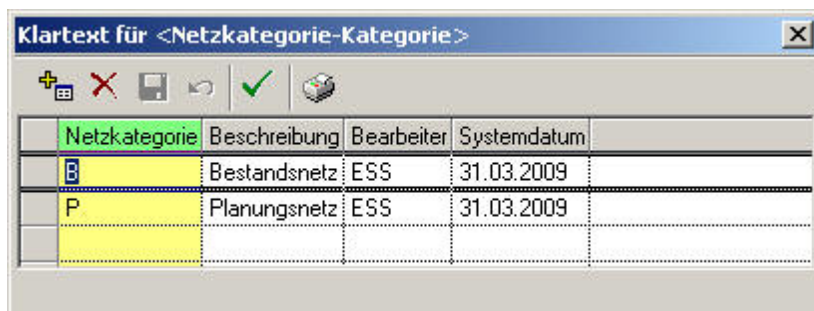 Klartext für <Netzkategorie-Kategorie>
Netzkategorie Beschreibung Bearbeiter Systemdatum
B Bestandsnetz ESS 31.03.2009
P Planungsnetz ESS 31.03.2009